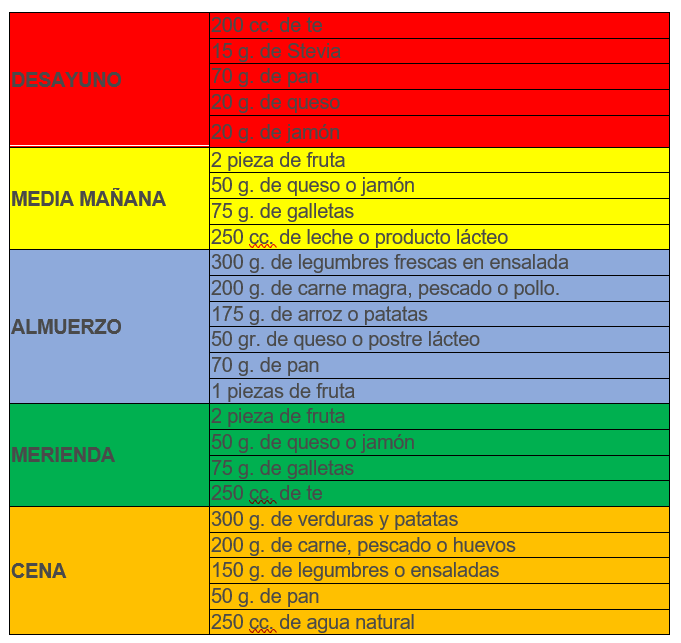 DESAYUNO
200 cc. de te
15 g. de Stevia
70 g. de pan
20 g. de queso
20 g. de jamón
MEDIA MAÑANA
2 pieza de fruta
50 g. de queso o jamón
75 g. de galletas
250 cc. de leche o producto lácteo
ALMUERZO
300 g. de legumbres frescas en ensalada
200 g. de carne magra, pescado o pollo.
175 g. de arroz o patatas
50 gr. de queso o postre lácteo
70 g. de pan
1 piezas de fruta
MERIENDA
2 pieza de fruta
50 g. de queso o jamón
75 g. de galletas
250 cc. de te
CENA
300 g. de verduras y patatas
200 g. de carne, pescado o huevos
150 g. de legumbres o ensaladas
50 g. de pan
250 cc. de agua natural